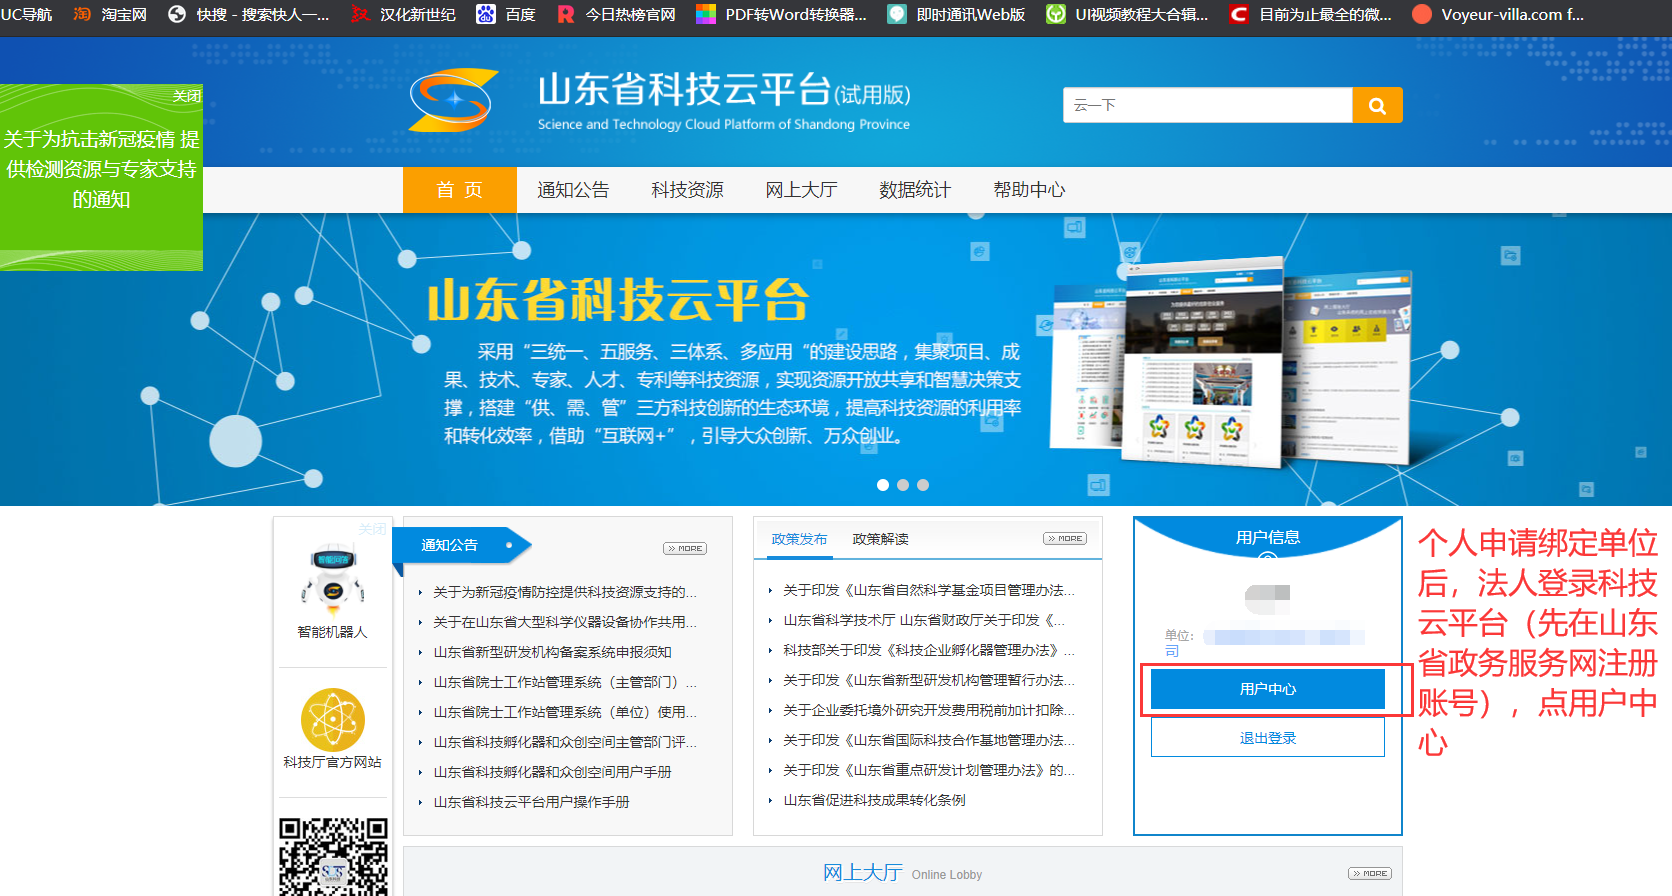 UC导航
淘宝网
快搜 - 搜索快人一...
汉化新世纪
百度
今日热榜官网
PDF转Word转换器...
即时通讯Web版
UI视频教程大合辑...
目前为止最全的微...
Voyeur-villa.com f...
关闭
关于为抗击新冠疫情 提
供检测资源与专家支持
的通知
山东省科技云平台(试用版)
Science and Technology Cloud Platform of Shandong Province
云一下
首 页
通知公告
科技资源
网上大厅
数据统计
帮助中心
山东省科技云平台
采用“三统一、五服务、三体系、多应用“的建设思路，集聚项目、成
果、技术、专家、人才、专利等科技资源，实现资源开放共享和智慧决策支
撑，搭建“供、需、管”三方科技创新的生态环境，提高科技资源的利用率
和转化效率，借助“互联网+”，引导大众创新、万众创业。
关闭
智能问答
智能机器人
科技厅官方网站
通知公告
MORE
关于为新冠疫情防控提供科技资源支持的...
关于在山东省大型科学仪器设备协作共用...
山东省新型研发机构备案系统申报须知
山东省院士工作站管理系统（主管部门）...
山东省院士工作站管理系统（单位）使用...
山东省科技孵化器和众创空间主管部门评...
山东省科技孵化器和众创空间用户手册
山东省科技云平台用户操作手册
政策发布
政策解读
MORE
关于印发《山东省自然科学基金项目管理办法...
山东省科学技术厅 山东省财政厅关于印发《...
科技部关于印发《科技企业孵化器管理办法》...
关于印发《山东省新型研发机构管理暂行办法...
关于企业委托境外研究开发费用税前加计扣除...
关于印发《山东省国际科技合作基地管理办法...
关于印发《山东省重点研发计划管理办法》的...
山东省促进科技成果转化条例
用户信息
单位：
司
用户中心
退出登录
个人申请绑定单位
后，法人登录科技
云平台（先在山东
省政务服务网注册
账号），点用户中
心
网上大厅
Online Lobby
MORE